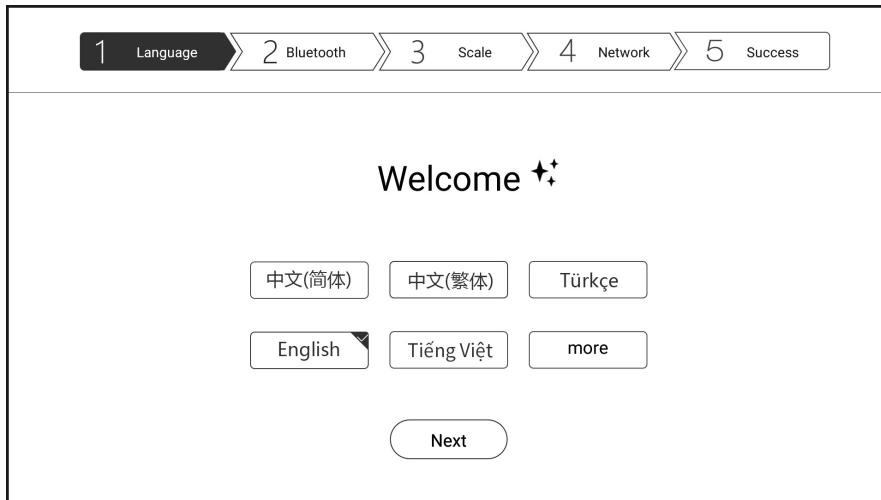 1 Language 2 Bluetooth 3 Scale 4 Network 5 Success
Welcome
中文(简体) 中文(繁体) Türkçe
English Tiếng Việt more
Next